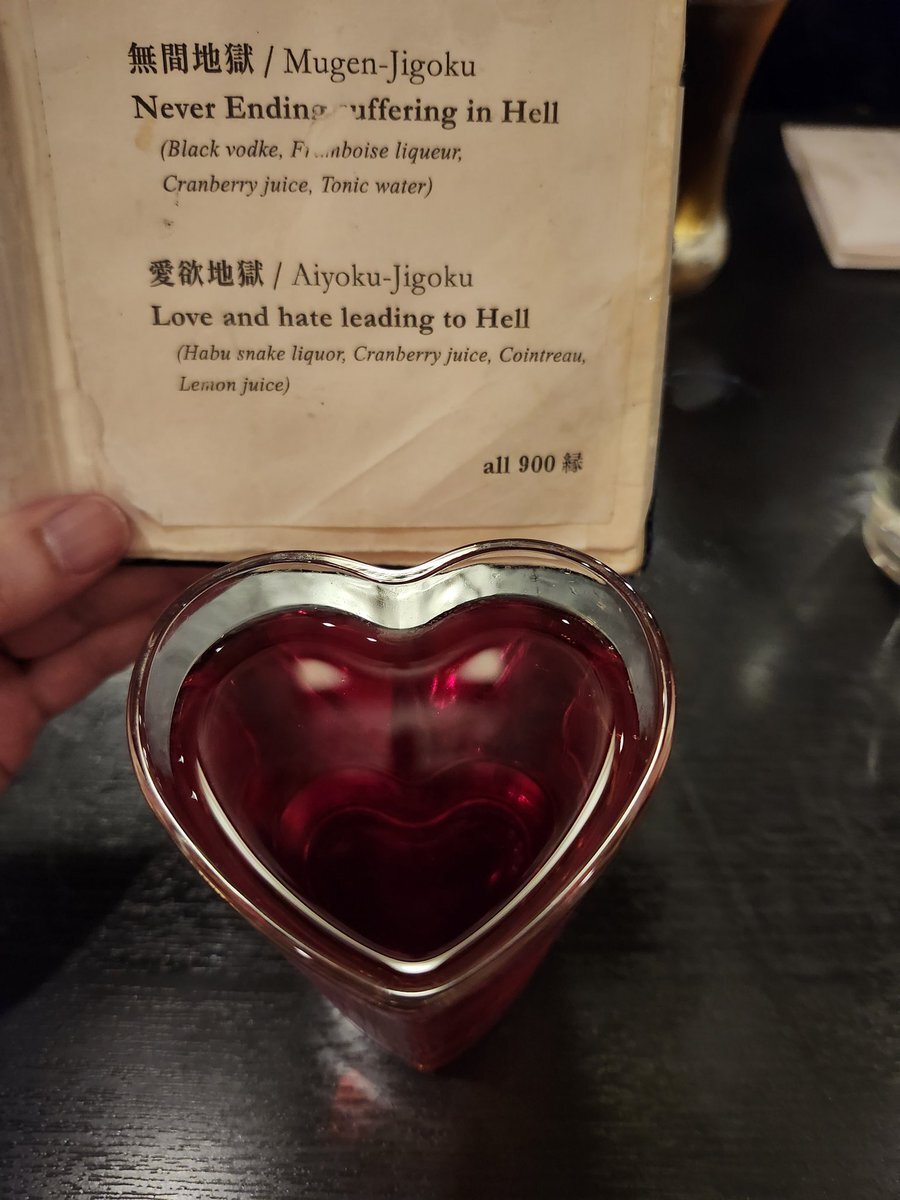 無間地獄 / Mugen-Jigoku
Never Ending in Hell
(Black vodke, liqueur,
Cranberry juice, Tonic water)
愛欲地獄 / Aiyoku-Jigoku
Love and hate leading to Hell
(Habu snake liquor, Cranberry juice, Cointreau,
Lemon juice)
all 900 縁